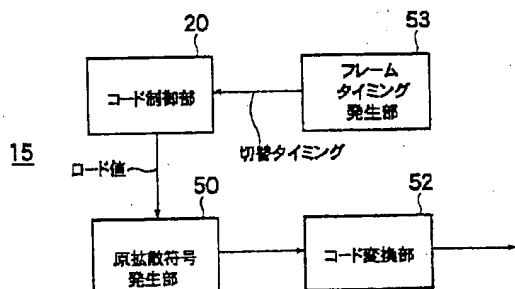 20
コード制御部
53
フレーム
タイミング
発生部
切替タイミング
15
ロード値
50
原拡散符号
発生部
52
コード変換部